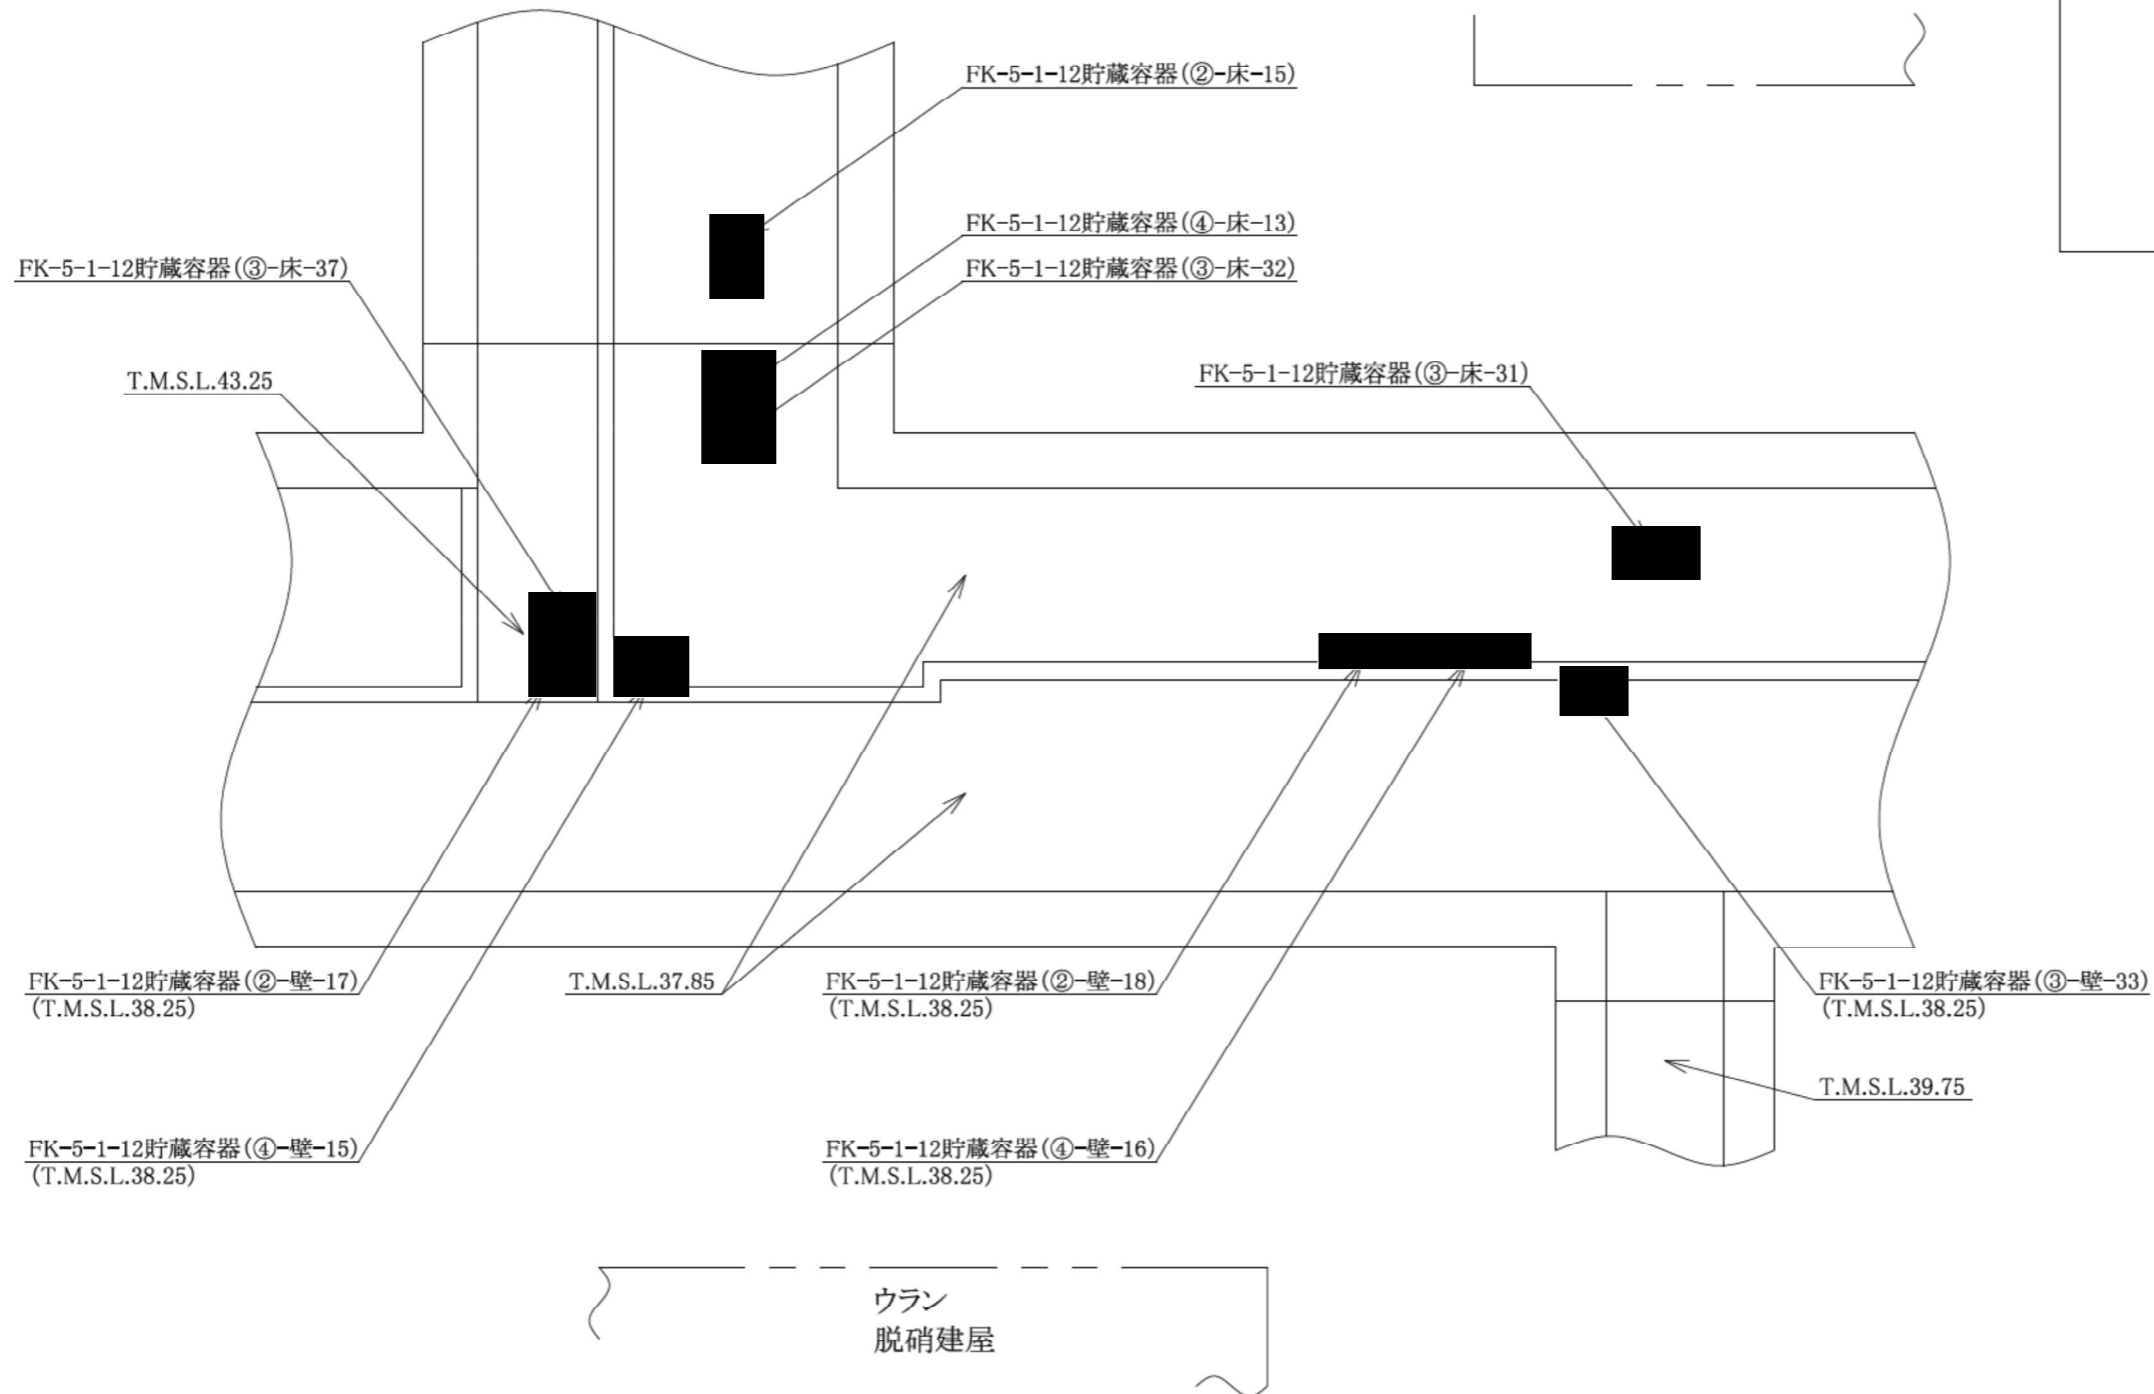 FK-5-1-12貯蔵容器(②-床-15)
FK-5-1-12貯蔵容器(④-床-13)
FK-5-1-12貯蔵容器(③-床-37)
FK-5-1-12貯蔵容器(③-床-32)
T.M.S.L.43.25
FK-5-1-12貯蔵容器(③-床-31)
FK-5-1-12貯蔵容器(②-壁-17)
(T.M.S.L.38.25)
T.M.S.L.37.85
FK-5-1-12貯蔵容器(②-壁-18)
(T.M.S.L.38.25)
FK-5-1-12貯蔵容器(③-壁-33)
(T.M.S.L.38.25)
T.M.S.L.39.75
FK-5-1-12貯蔵容器(④-壁-15)
(T.M.S.L.38.25)
FK-5-1-12貯蔵容器(④-壁-16)
(T.M.S.L.38.25)
ウラン
脱硝建屋